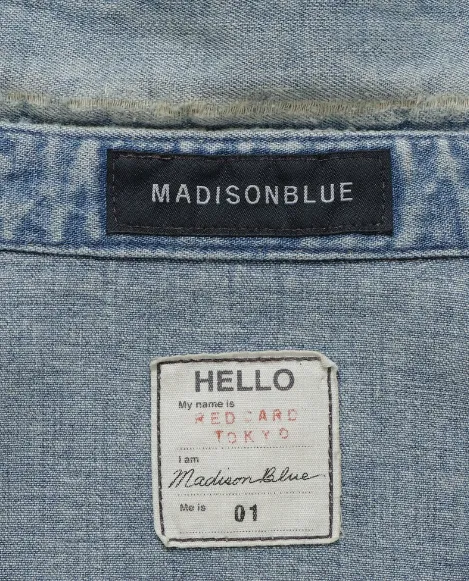 MADISONBLUE
HELLO
My name is
RED CARD
TOKYO
I am
Madison Blue
Me is 01